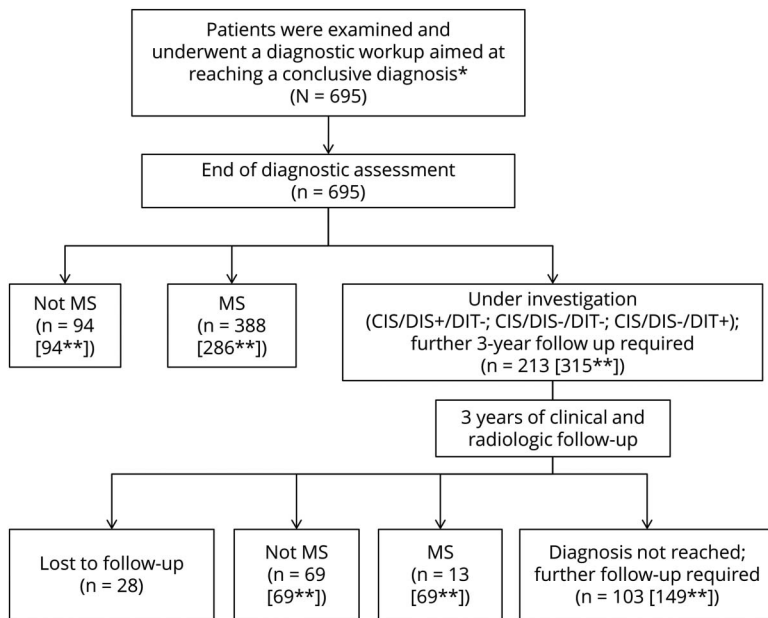 Patients were examined and
underwent a diagnostic workup aimed at
reaching a conclusive diagnosis*
(N = 695)
End of diagnostic assessment
(n = 695)
Not MS
(n = 94
[94**])
MS
(n = 388
[286**])
Under investigation
(CIS/DIS+/DIT-; CIS/DIS-/DIT-; CIS/DIS-/DIT+);
further 3-year follow up required
(n = 213 [315**])
3 years of clinical and
radiologic follow-up
Lost to follow-up
(n = 28)
Not MS
(n = 69
[69**])
MS
(n = 13
[69**])
Diagnosis not reached;
further follow-up required
(n = 103 [149**])